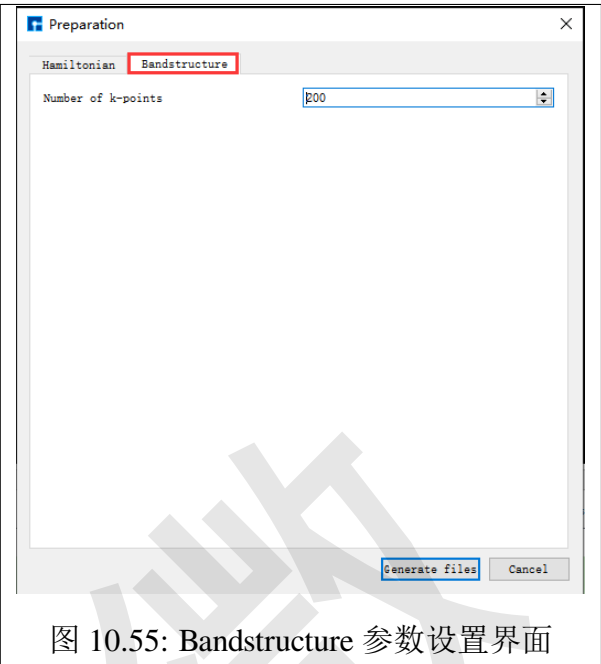 Preparation
Hamiltonian Bandstructure
Number of k-points 200
Generate files Cancel
图 10.55: Bandstructure 参数设置界面